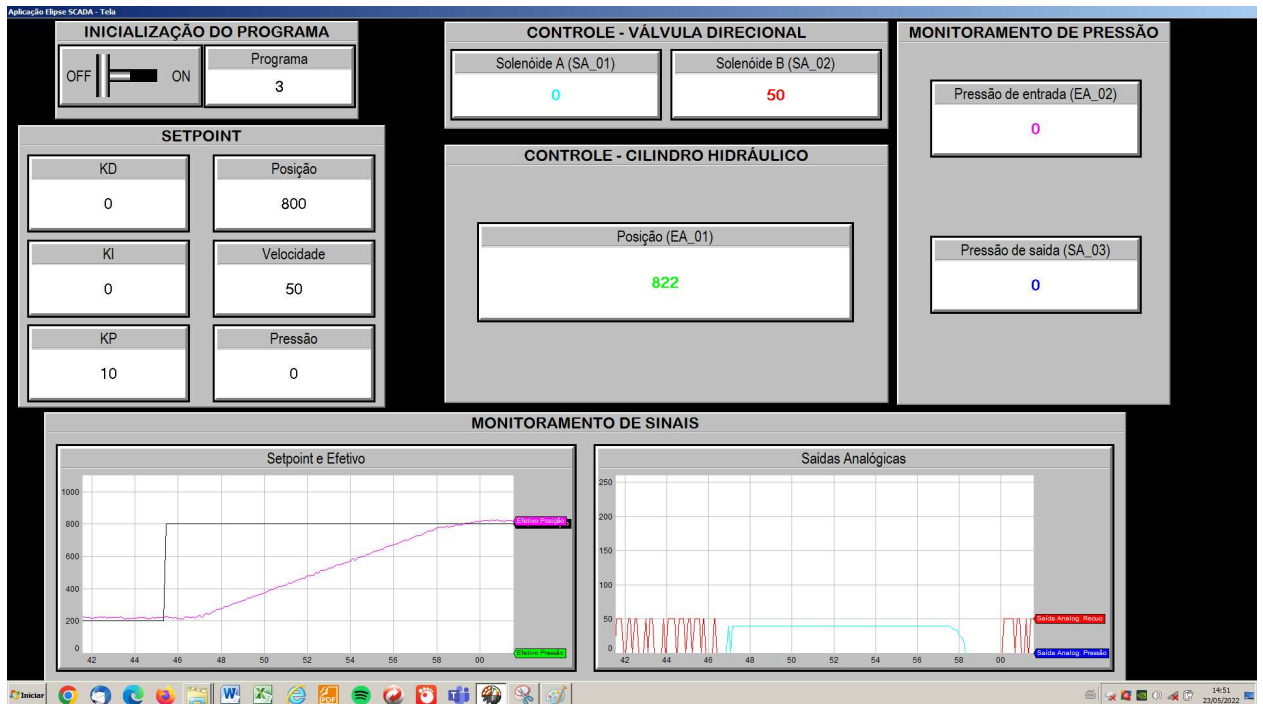 Aplicação Elipse SCADA - Tela
INICIALIZAÇÃO DO PROGRAMA
OFF
ON
Programa
3
SETPOINT
KD
0
Posição
800
KI
0
Velocidade
50
KP
10
Pressão
0
CONTROLE - VÁLVULA DIRECIONAL
Solenóide A (SA_01)
0
Solenóide B (SA_02)
50
CONTROLE - CILINDRO HIDRÁULICO
Posição (EA_01)
822
MONITORAMENTO DE PRESSÃO
Pressão de entrada (EA_02)
0
Pressão de saida (SA_03)
0
MONITORAMENTO DE SINAIS
Setpoint e Efetivo
1000
800
600
400
200
0
42 44 46 48 50 52 54 56 58 00
Efetivo Posição
Efetivo Pressão
Saidas Analógicas
250
200
150
100
50
0
42 44 46 48 50 52 54 56 58 00
Saída Analog. Recuo
Saída Analog. Pressão
Iniciar
14:51
23/05/2022